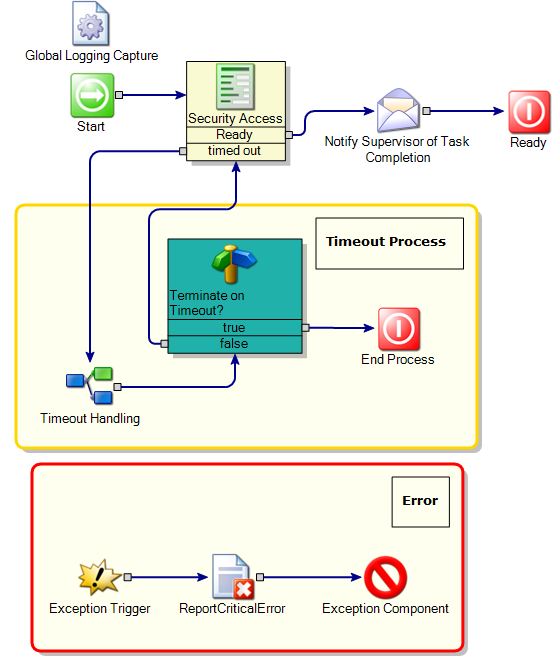 Global Logging Capture
Start
Security Access
Ready
timed out
Notify Supervisor of Task
Completion
Ready
Timeout Process
Terminate on
Timeout?
true
false
End Process
Timeout Handling
Error
Exception Trigger
ReportCriticalError
Exception Component